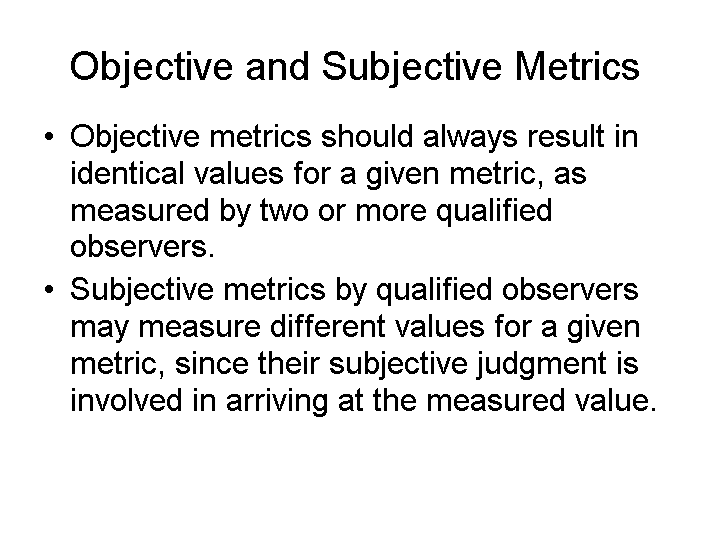 Objective and Subjective Metrics
• Objective metrics should always result in
identical values for a given metric, as
measured by two or more qualified
observers.
• Subjective metrics by qualified observers
may measure different values for a given
metric, since their subjective judgment is
involved in arriving at the measured value.